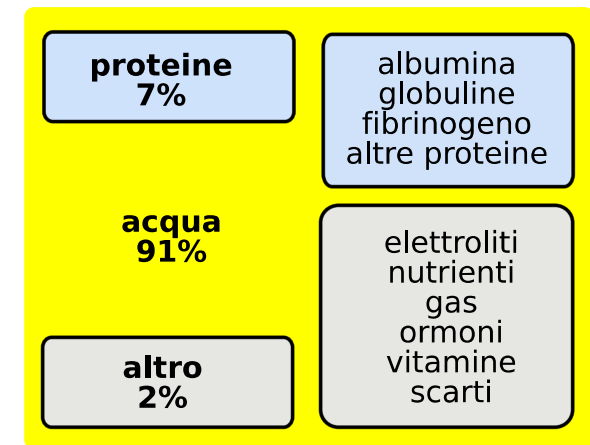 proteine
7%
albumina
globuline
fibrinogeno
altre proteine
acqua
91%
elettroliti
nutrienti
gas
ormoni
vitamine
scarti
altro
2%